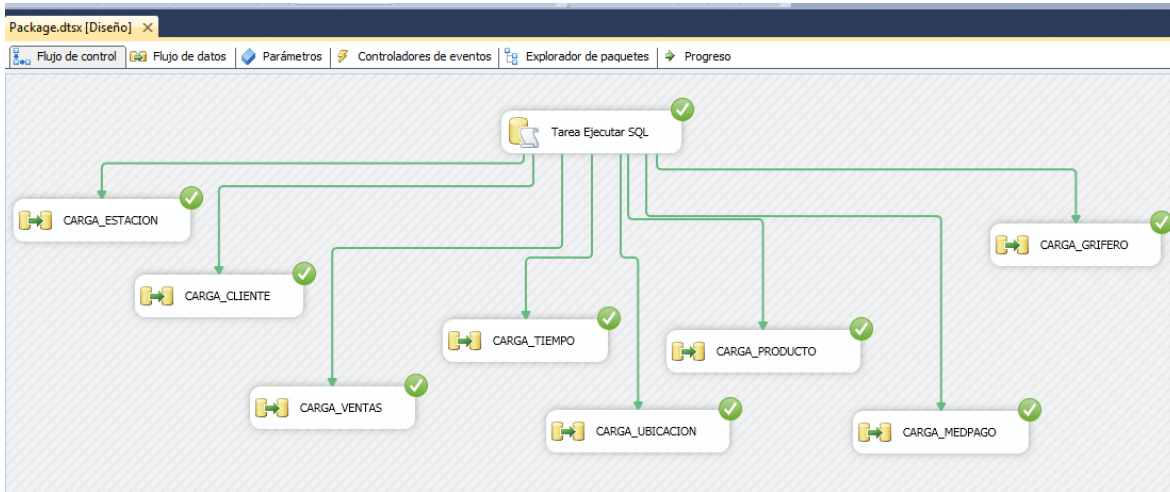 Package.dtsx [Diseño]
Flujo de control Flujo de datos Parámetros Controladores de eventos Explorador de paquetes Progreso
Tarea Ejecutar SQL
CARGA_ESTACION
CARGA_GRIFERO
CARGA_CLIENTE
CARGA_TIEMPO
CARGA_PRODUCTO
CARGA_VENTAS
CARGA_UBICACION
CARGA_MEDPAGO